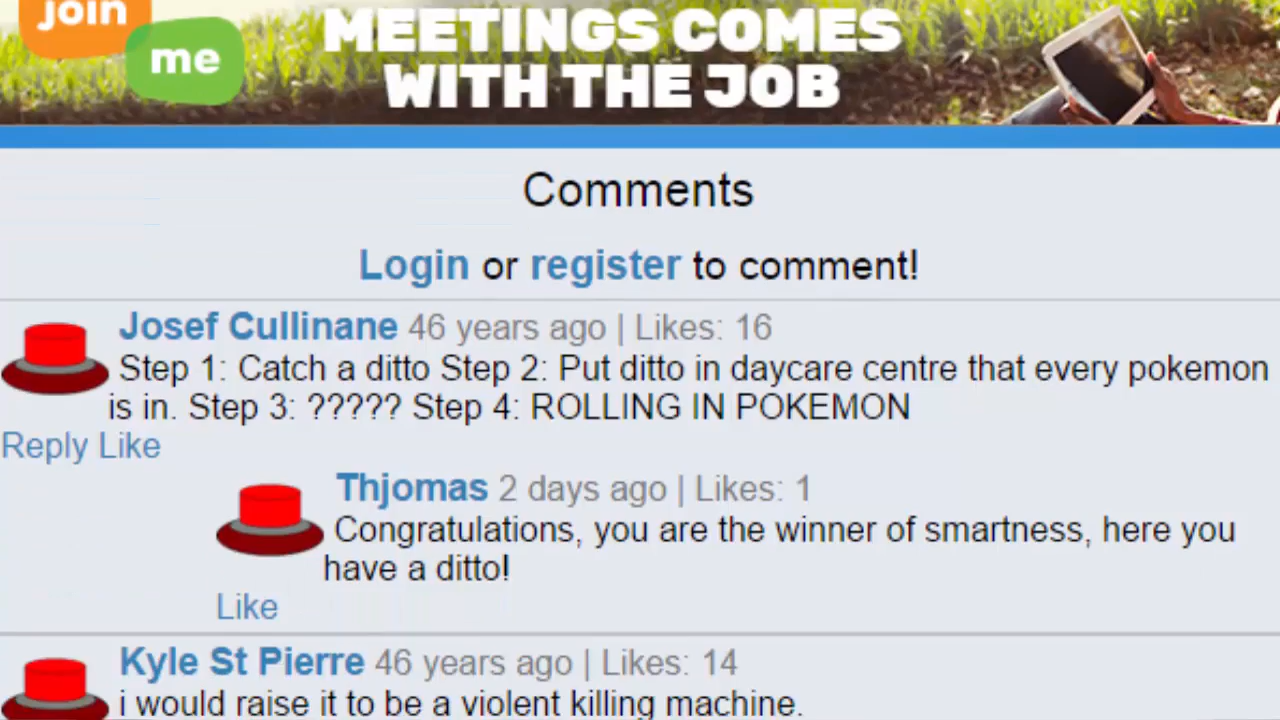 join
me
MEETINGS COMES
WITH THE JOB
Comments
Login or register to comment!
Josef Cullinane 46 years ago | Likes: 16
Step 1: Catch a ditto Step 2: Put ditto in daycare centre that every pokemon
is in. Step 3: ????? Step 4: ROLLING IN POKEMON
Reply Like
Thjomas 2 days ago | Likes: 1
Congratulations, you are the winner of smartness, here you
have a ditto!
Like
Kyle St Pierre 46 years ago | Likes: 14
i would raise it to be a violent killing machine.